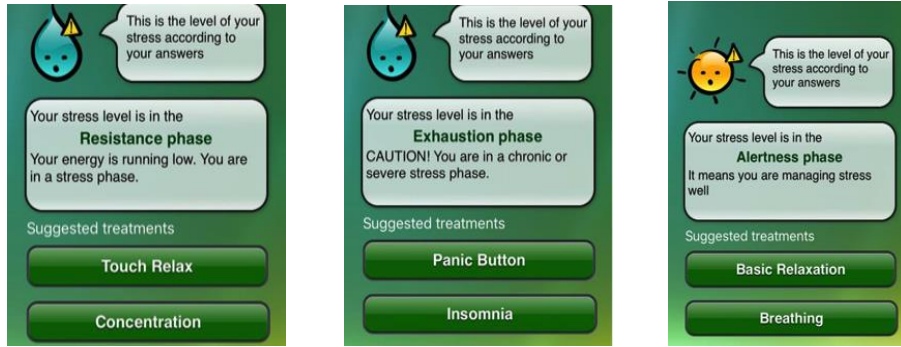 This is the level of your
stress according to
your answers
Your stress level is in the
Resistance phase
Your energy is running low. You are
in a stress phase.
Suggested treatments
Touch Relax
Concentration
This is the level of your
stress according to
your answers
Your stress level is in the
Exhaustion phase
CAUTION! You are in a chronic or
severe stress phase.
Suggested treatments
Panic Button
Insomnia
This is the level of your
stress according to
your answers
Your stress level is in the
Alertness phase
It means you are managing stress
well
Suggested treatments
Basic Relaxation
Breathing